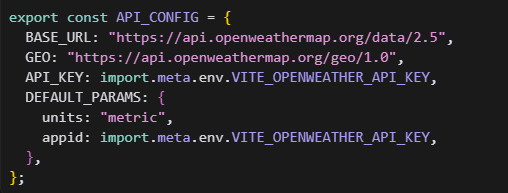 export const API_CONFIG = {
  BASE_URL: "https://api.openweathermap.org/data/2.5",
  GEO: "https://api.openweathermap.org/geo/1.0",
  API_KEY: import.meta.env.VITE_OPENWEATHER_API_KEY,
  DEFAULT_PARAMS: {
    units: "metric",
    appid: import.meta.env.VITE_OPENWEATHER_API_KEY,
  },
};